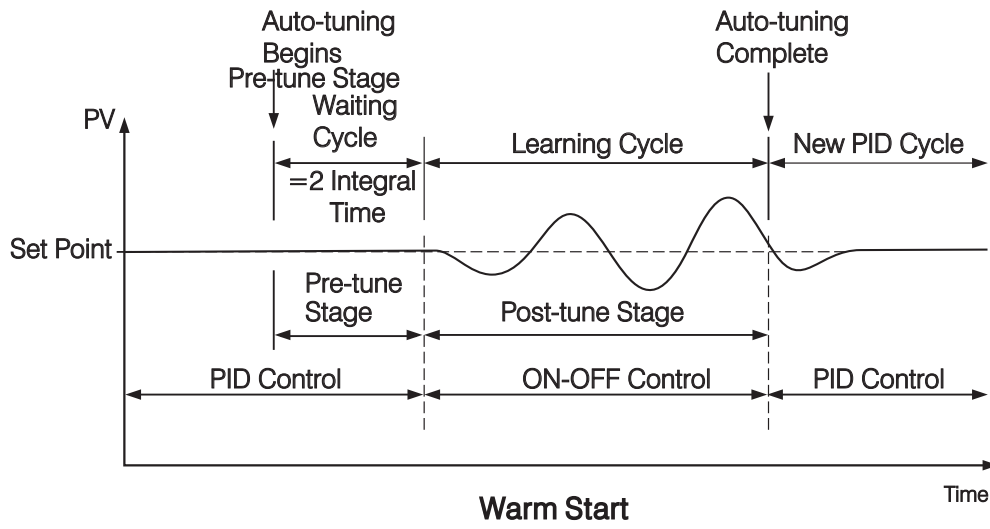 Auto-tuning
Begins
Pre-tune Stage
Waiting
Cycle
=2 Integral
Time
Auto-tuning
Complete
PV
Learning Cycle
New PID Cycle
Set Point
Pre-tune
Stage
Post-tune Stage
PID Control
ON-OFF Control
PID Control
Time
Warm Start